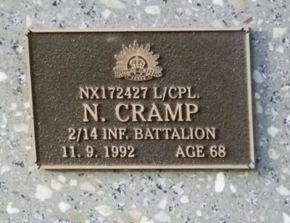 NX172427 L/CPL.
N. CRAMP
2/14 INF. BATTALION
11. 9. 1992 AGE 68